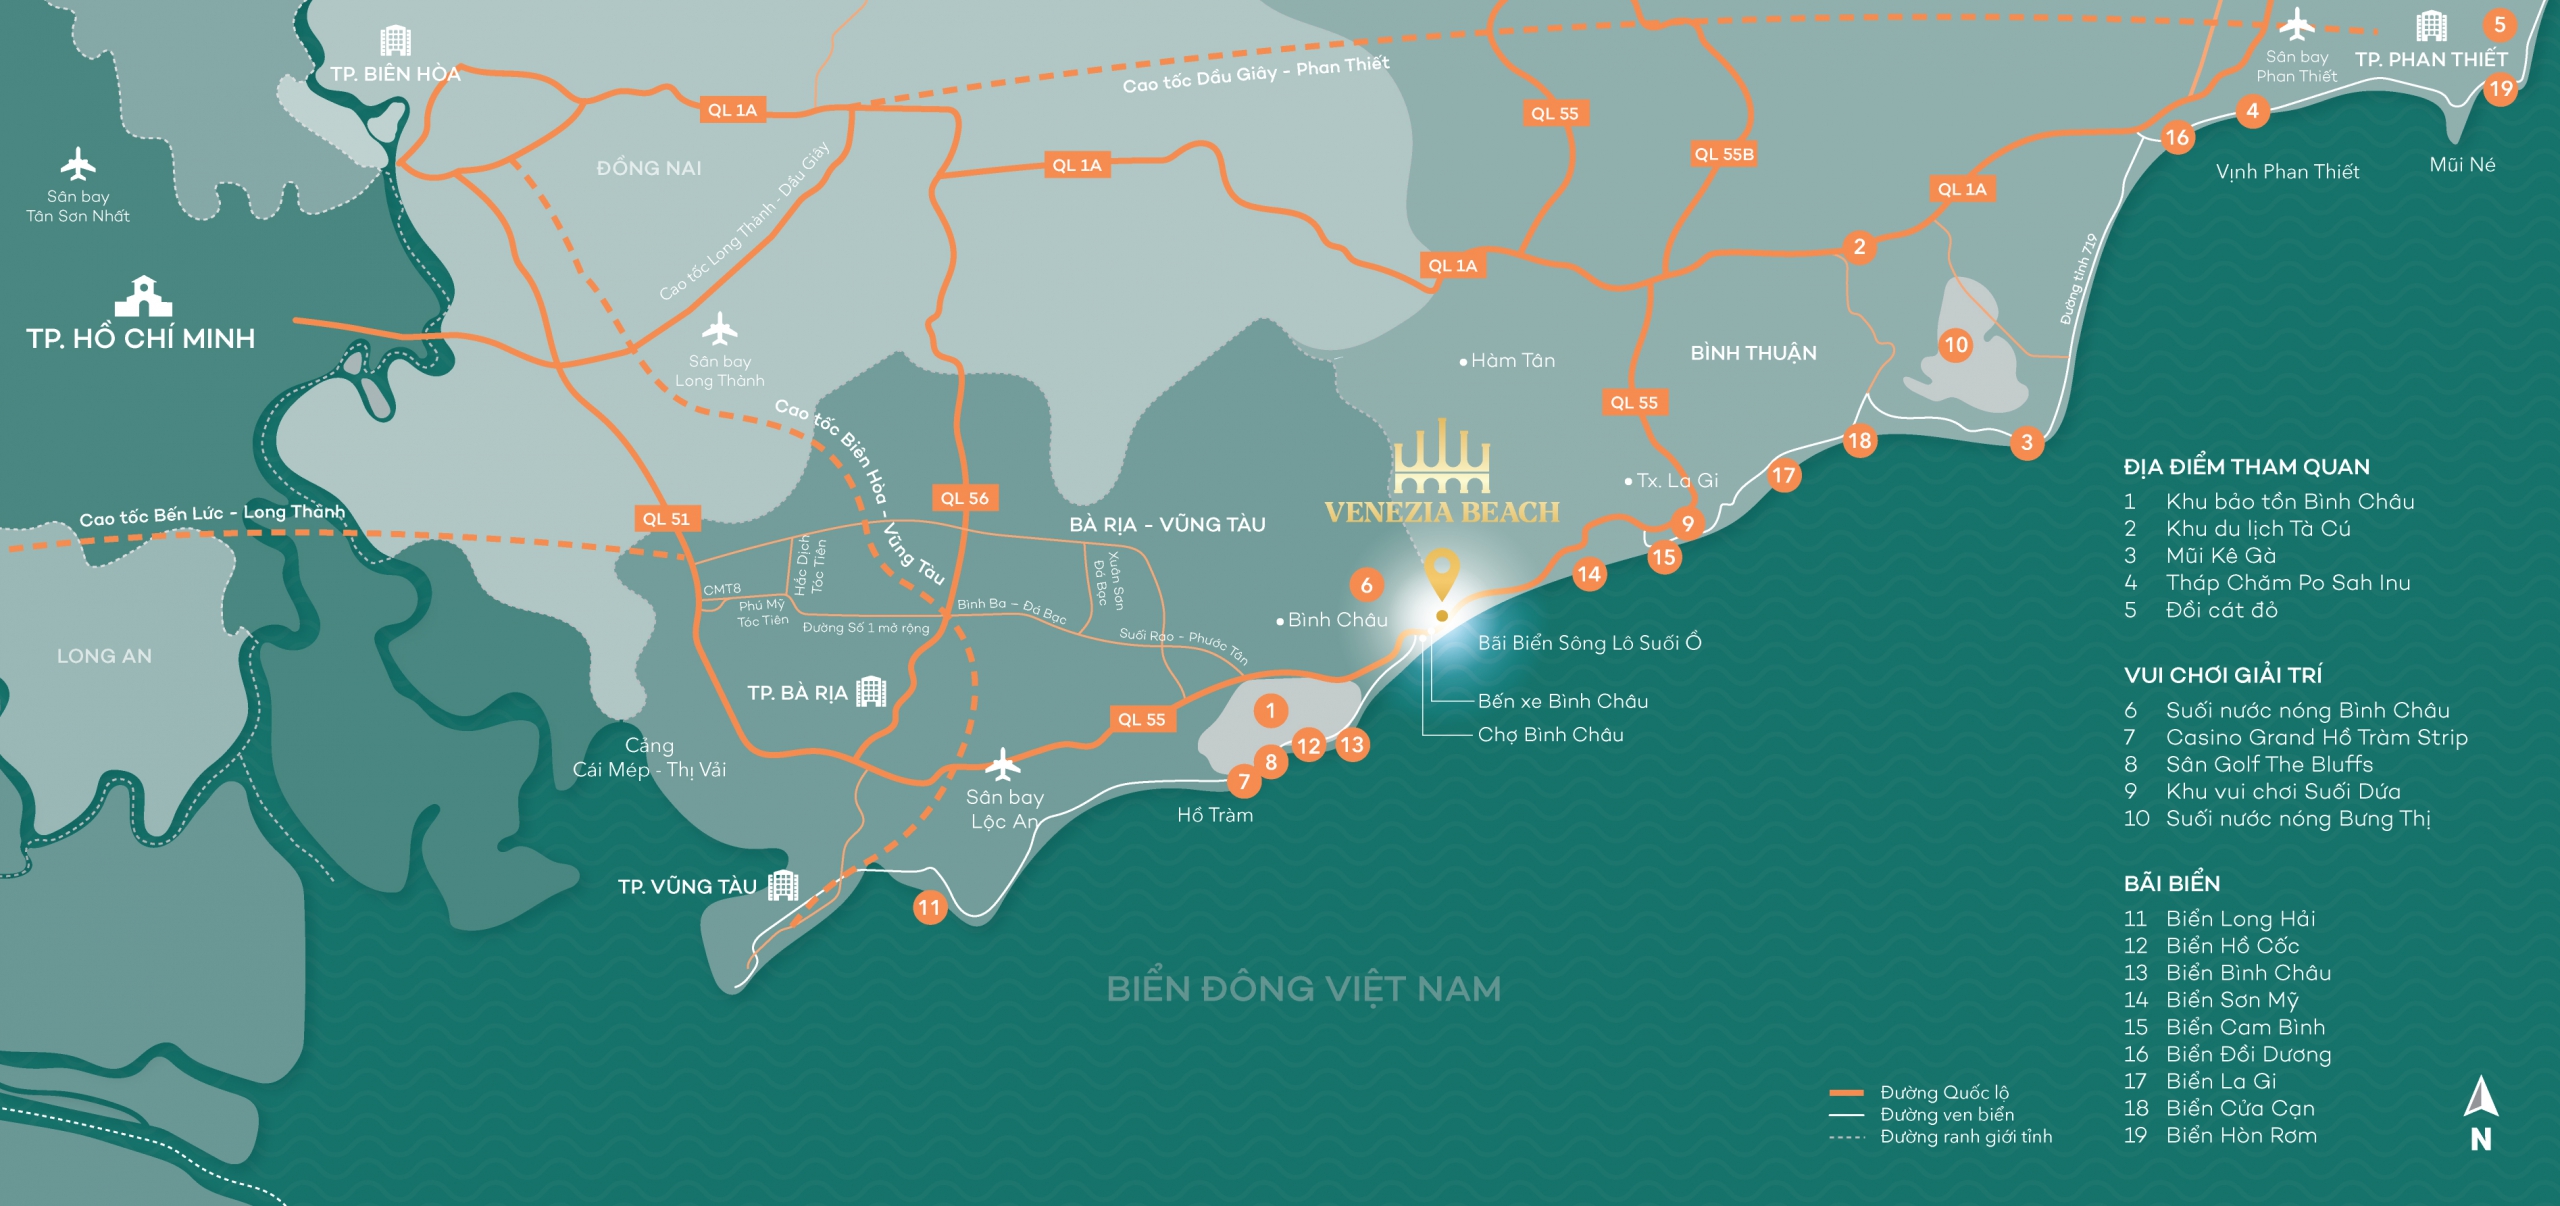 TP. BIÊN HÒA
QL 1A
ĐỒNG NAI
Cao tốc Dầu Giây - Phan Thiết
QL 1A
QL 55
QL 55B
QL 1A
QL 1A
Sân bay
Phan Thiết
TP. PHAN THIẾT
5
19
4
16
Vịnh Phan Thiết
Mũi Né
Sân bay
Tân Sơn Nhất
Cao tốc Long Thành - Dầu Giây
TP. HỒ CHÍ MINH
Sân bay
Long Thành
2
Đường tỉnh 719
10
BÌNH THUẬN
Hàm Tân
QL 55
Cao tốc Biên Hòa - Vũng Tàu
3
18
17
Tx. La Gi
VENEZIA BEACH
Cao tốc Bến Lức - Long Thành
QL 51
QL 56
BÀ RỊA - VŨNG TÀU
9
15
14
6
Hắc Dịch
Tóc Tiên
Xuân Sơn
Đá Bạc
CMT8
Phú Mỹ
Tóc Tiên
Bình Ba - Đá Bạc
Đường Số 1 mở rộng
Suối Rao - Phước Tân
Bình Châu
Bãi Biển Sông Lô Suối Ồ
Bến xe Bình Châu
Chợ Bình Châu
LONG AN
TP. BÀ RỊA
QL 55
1
12
13
8
7
Cảng
Cái Mép - Thị Vải
Sân bay
Lộc An
Hồ Tràm
TP. VŨNG TÀU
11
BIỂN ĐÔNG VIỆT NAM
ĐỊA ĐIỂM THAM QUAN
1 Khu bảo tồn Bình Châu
2 Khu du lịch Tà Cú
3 Mũi Kê Gà
4 Tháp Chăm Po Sah Inu
5 Đồi cát đỏ
VUI CHƠI GIẢI TRÍ
6 Suối nước nóng Bình Châu
7 Casino Grand Hồ Tràm Strip
8 Sân Golf The Bluffs
9 Khu vui chơi Suối Dứa
10 Suối nước nóng Bưng Thị
BÃI BIỂN
11 Biển Long Hải
12 Biển Hồ Cốc
13 Biển Bình Châu
14 Biển Sơn Mỹ
15 Biển Cam Bình
16 Biển Đồi Dương
17 Biển La Gi
18 Biển Cửa Cạn
19 Biển Hòn Rơm
Đường Quốc lộ
Đường ven biển
Đường ranh giới tỉnh
N